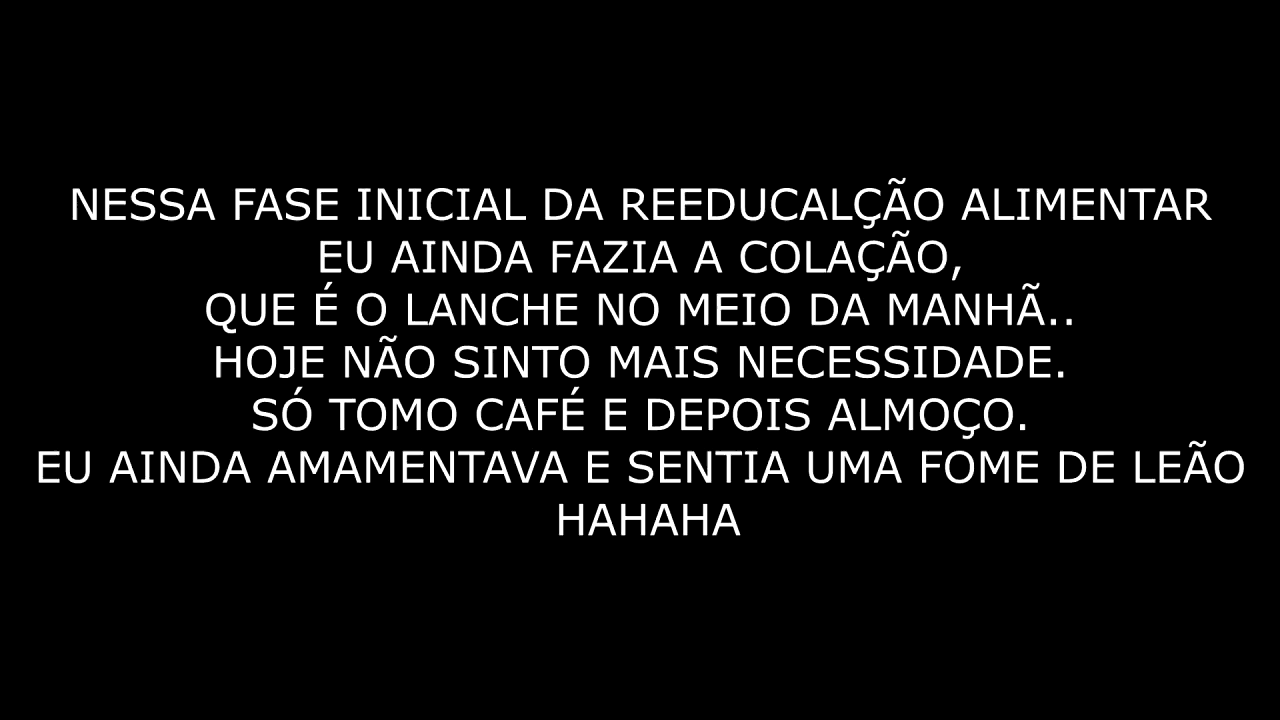 NESSA FASE INICIAL DA REEDUCALÇÃO ALIMENTAR
EU AINDA FAZIA A COLAÇÃO,
QUE É O LANCHE NO MEIO DA MANHÃ..
HOJE NÃO SINTO MAIS NECESSIDADE.
SÓ TOMO CAFÉ E DEPOIS ALMOÇO.
EU AINDA AMAMENTAVA E SENTIA UMA FOME DE LEÃO
HAHAHA